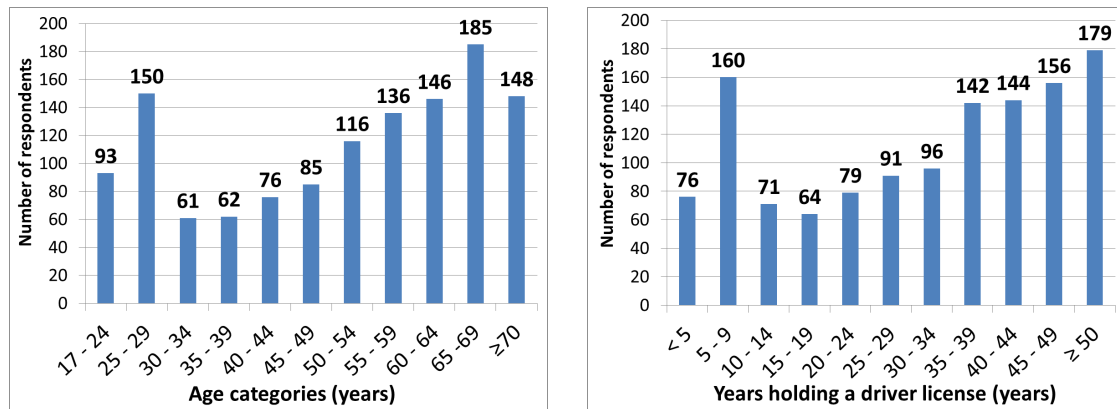 200
180
160
140
120
100
80
60
40
20
0
Number of respondents
93
150
61
62
76
85
116
136
146
185
148
17 - 24
25 - 29
30 - 34
35 - 39
40 - 44
45 - 49
50 - 54
55 - 59
60 - 64
65 -69
≥70
Age categories (years)
200
180
160
140
120
100
80
60
40
20
0
Number of respondents
76
160
71
64
79
91
96
142
144
156
179
< 5
5 - 9
10 - 14
15 - 19
20 - 24
25 - 29
30 - 34
35 - 39
40 - 44
45 - 49
≥ 50
Years holding a driver license (years)